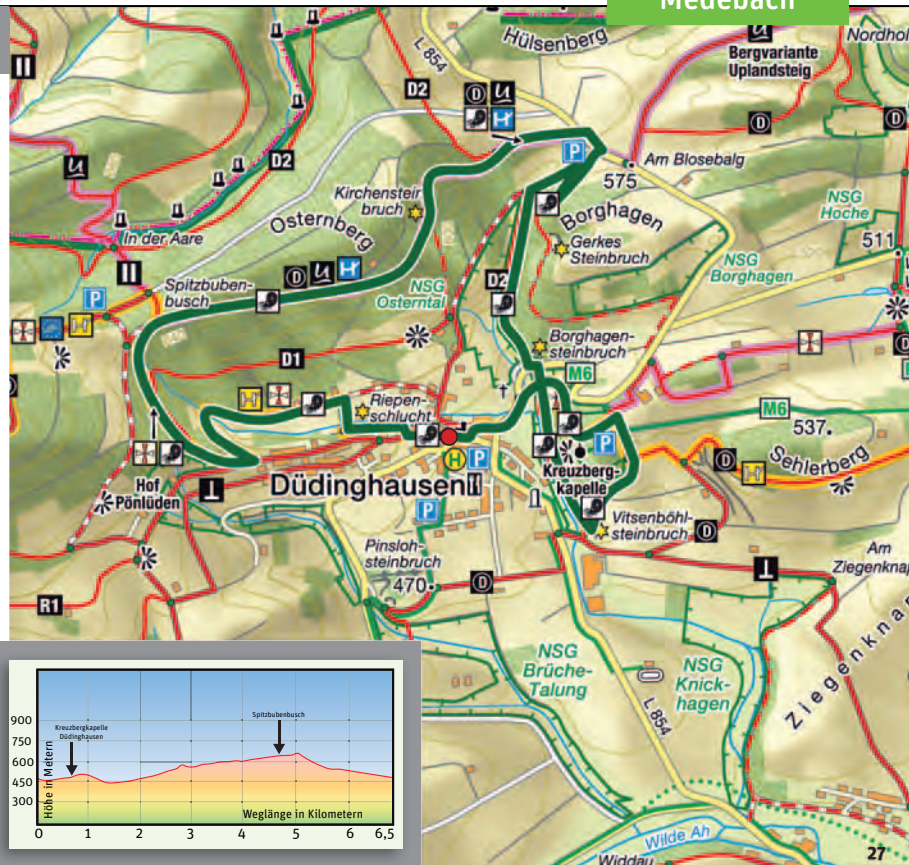 Medebach
Hülsenberg
Nordhol
L 854
Bergvariante
Uplandsteig
D2
D
U
H
P
D
D
Am Blosebalg
575
U
D2
Kirchenstein
bruch
Borghagen
NSG
Hoche
Osternberg
Gerkes
Steinbruch
511
In der Aare
NSG
Borghagen
D
U
H
D2
Spitzbuben-
busch
NSG
Osterntal
P
H
Borghagen-
steinbruch
D1
M6
D
H
Riepen-
schlucht
M6
537
P
Sehlerberg
H
P
Kreuzberg-
kapelle
D
H
Hof
Pönlüden
Düdinghausen
P
Vitsenböhl-
steinbruch
D
Pinsloh-
steinbruch
Am
Ziegenknap
470
D
R1
Ziegenknap
NSG
Brüche-
Talung
NSG
Knick-
hagen
L 854
Wilde Ah
Widdau
27
Höhe in Metern
900
750
600
450
300
Kreuzbergkapelle
Düdinghausen
Spitzbubenbusch
Weglänge in Kilometern
0 1 2 3 4 5 6 6,5